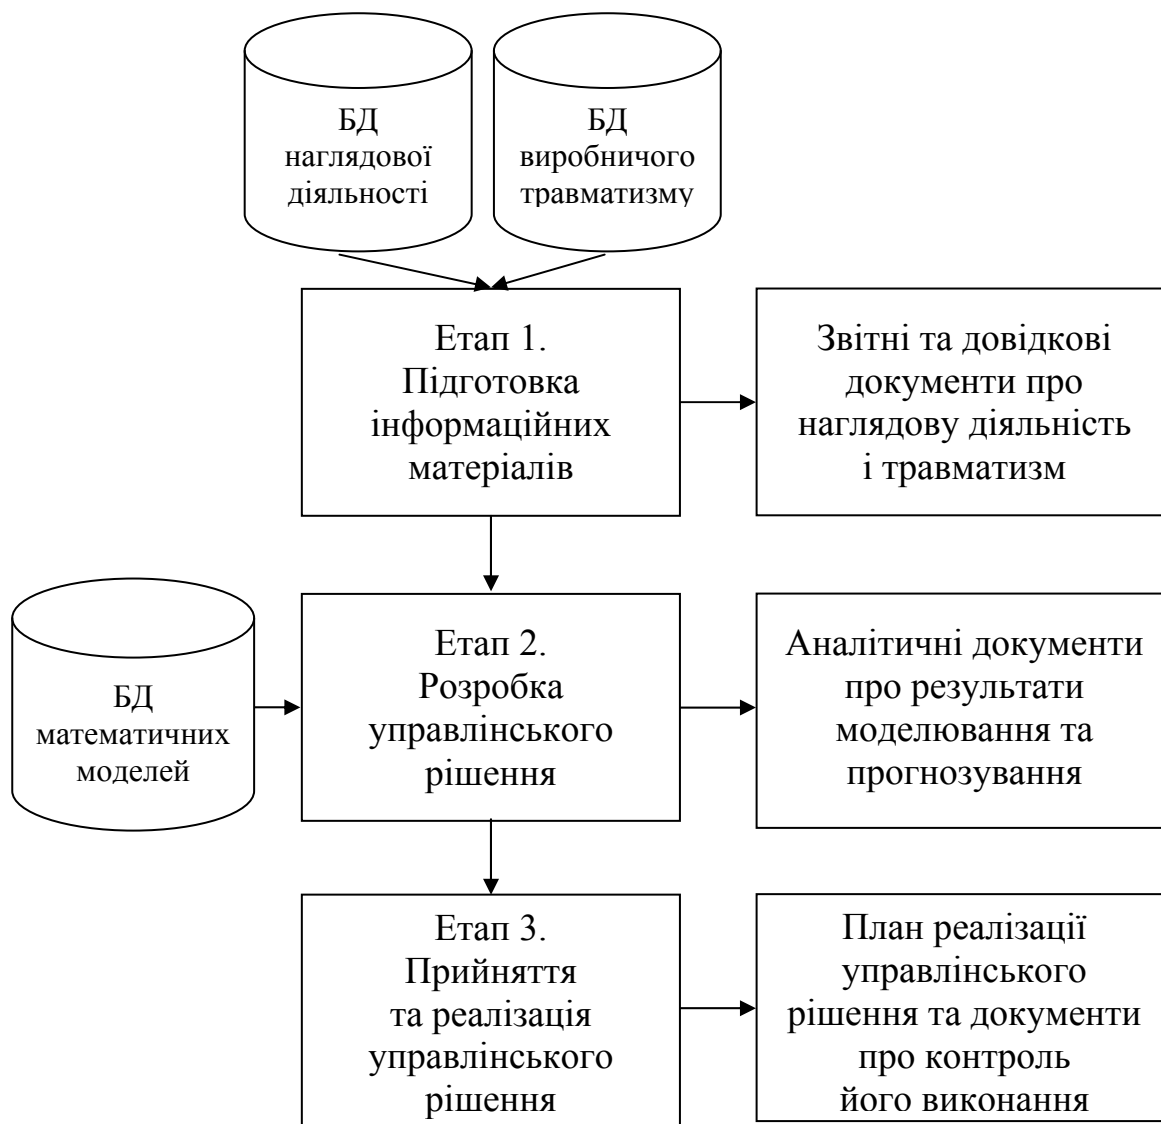 БД
наглядової
діяльності
БД
виробничого
травматизму
Етап 1.
Підготовка
інформаційних
матеріалів
Звітні та довідкові
документи про
наглядову діяльність
і травматизм
БД
математичних
моделей
Етап 2.
Розробка
управлінського
рішення
Аналітичні документи
про результати
моделювання та
прогнозування
Етап 3.
Прийняття
та реалізація
управлінського
рішення
План реалізації
управлінського
рішення та документи
про контроль
його виконання